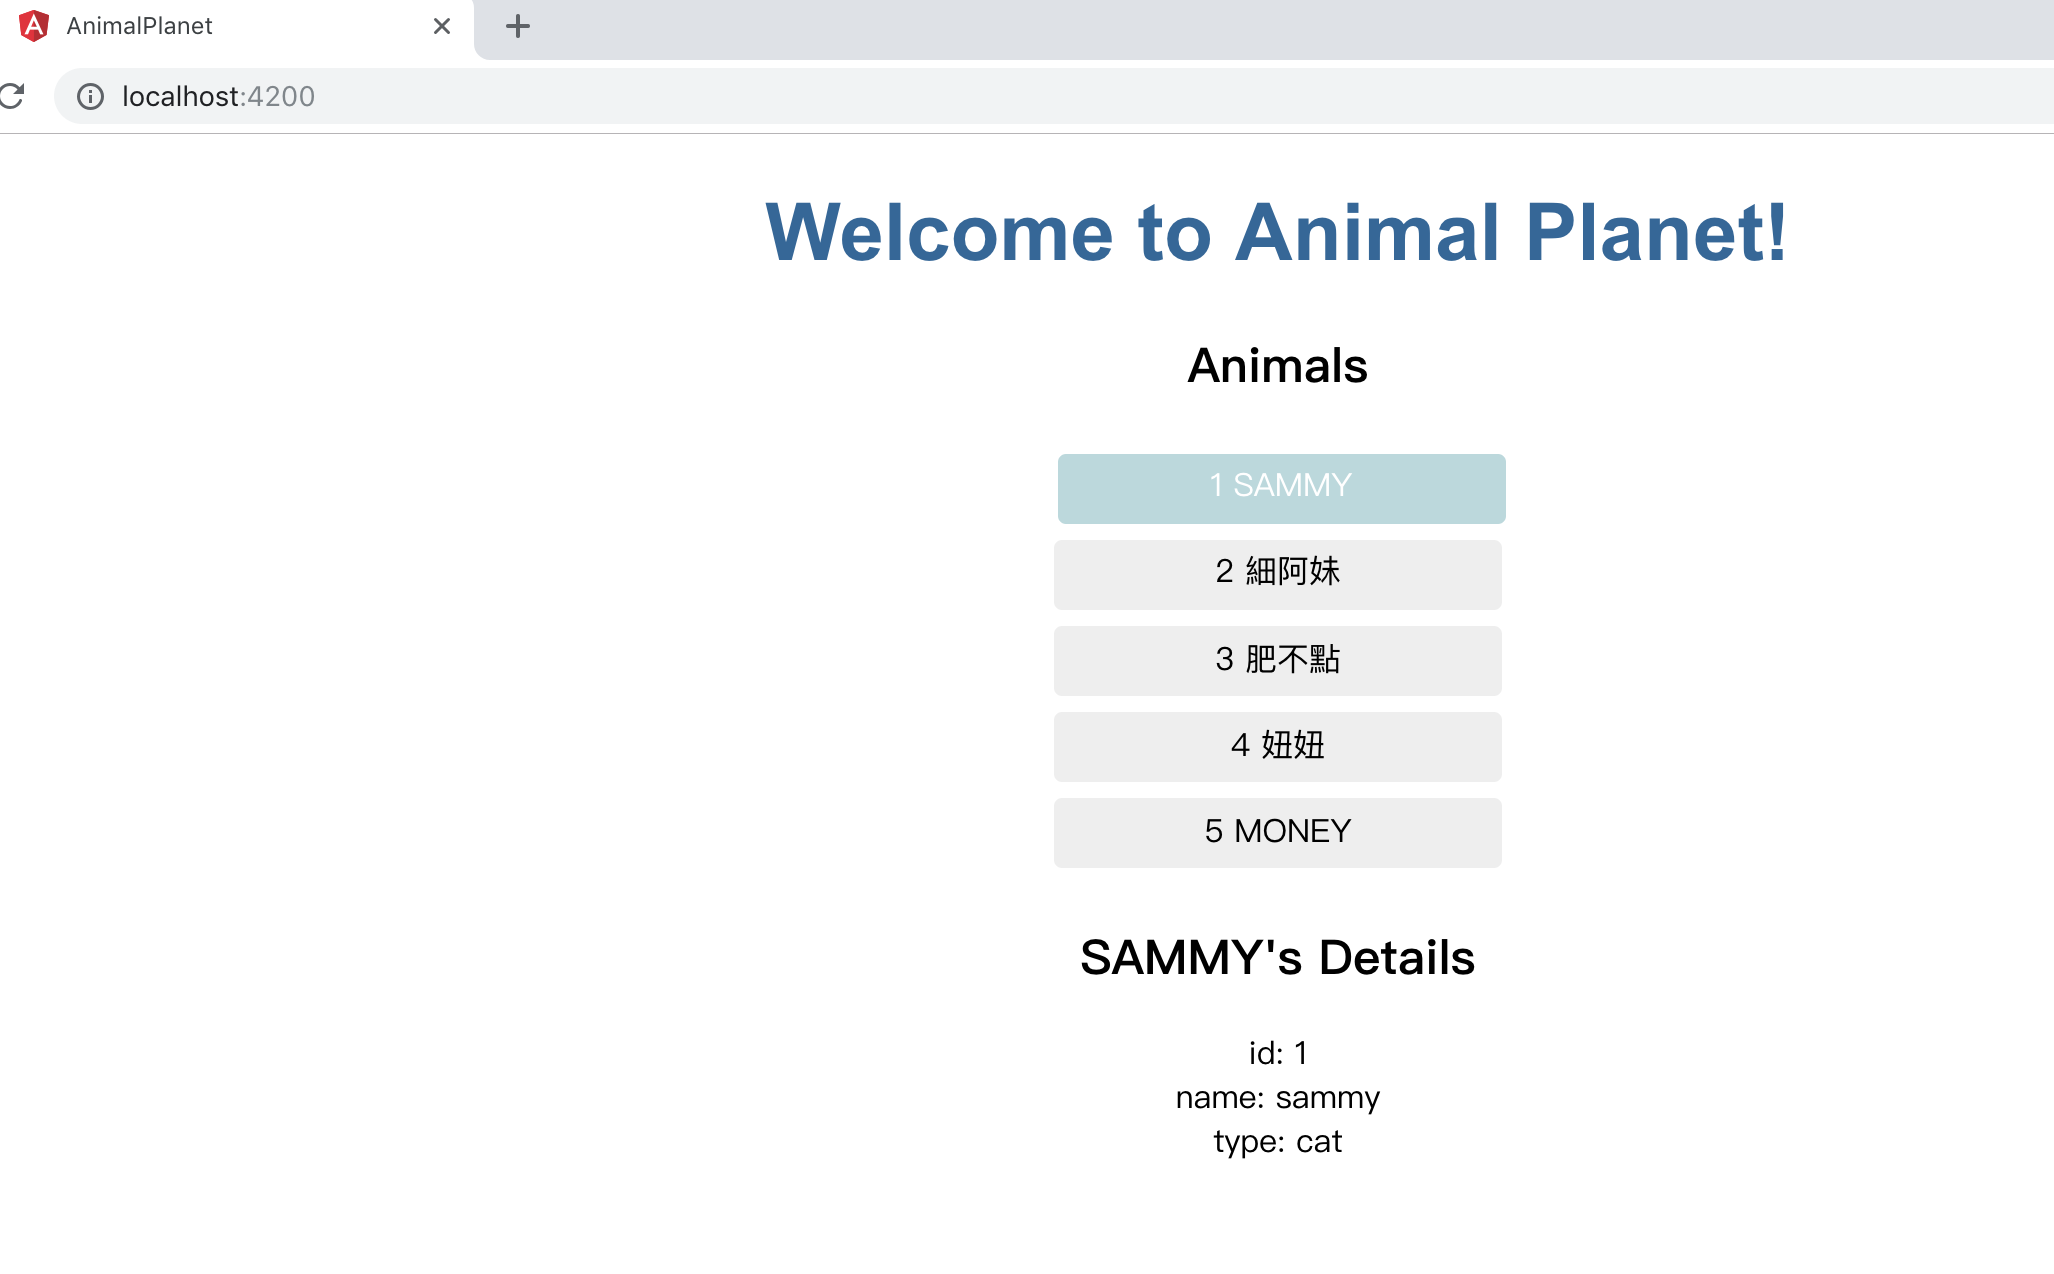 AnimalPlanet
localhost:4200
Welcome to Animal Planet!
Animals
1 SAMMY
2 細阿妹
3 肥不點
4 妞妞
5 MONEY
SAMMY's Details
id: 1
name: sammy
type: cat